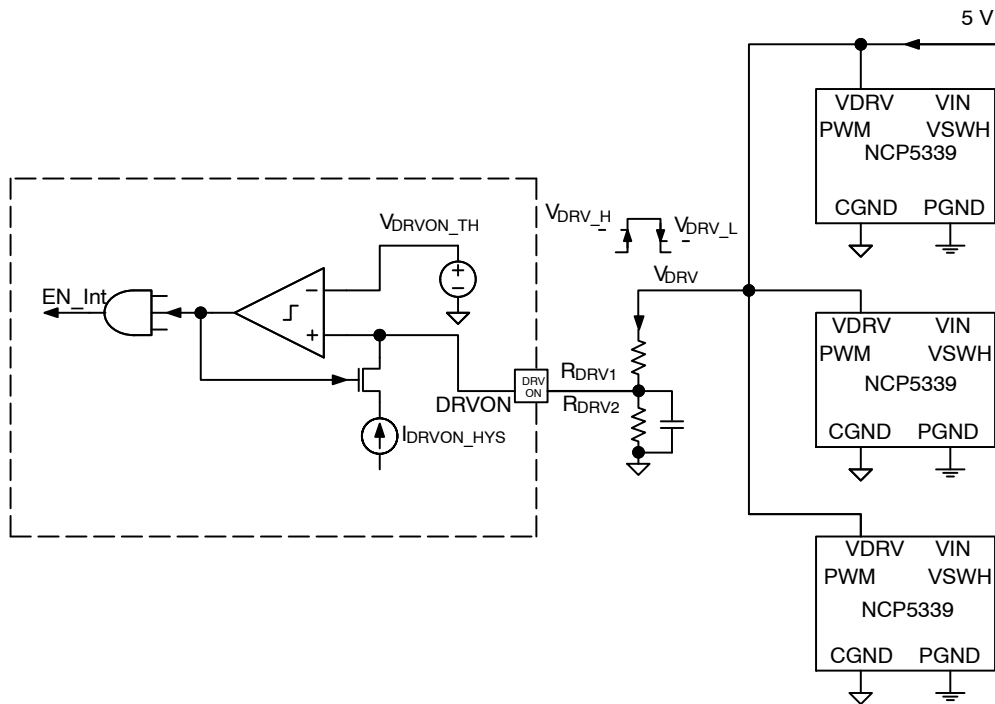 5 V
VDRV VIN
PWM VSWH
NCP5339
CGND PGND
VDRVON_TH
+
−
EN_Int
−
+
DRVON
DRV
ON
IDRVON_HYS
VDRV_H
VDRV_L
VDRV
RDRV1
RDRV2
VDRV VIN
PWM VSWH
NCP5339
CGND PGND
VDRV VIN
PWM VSWH
NCP5339
CGND PGND